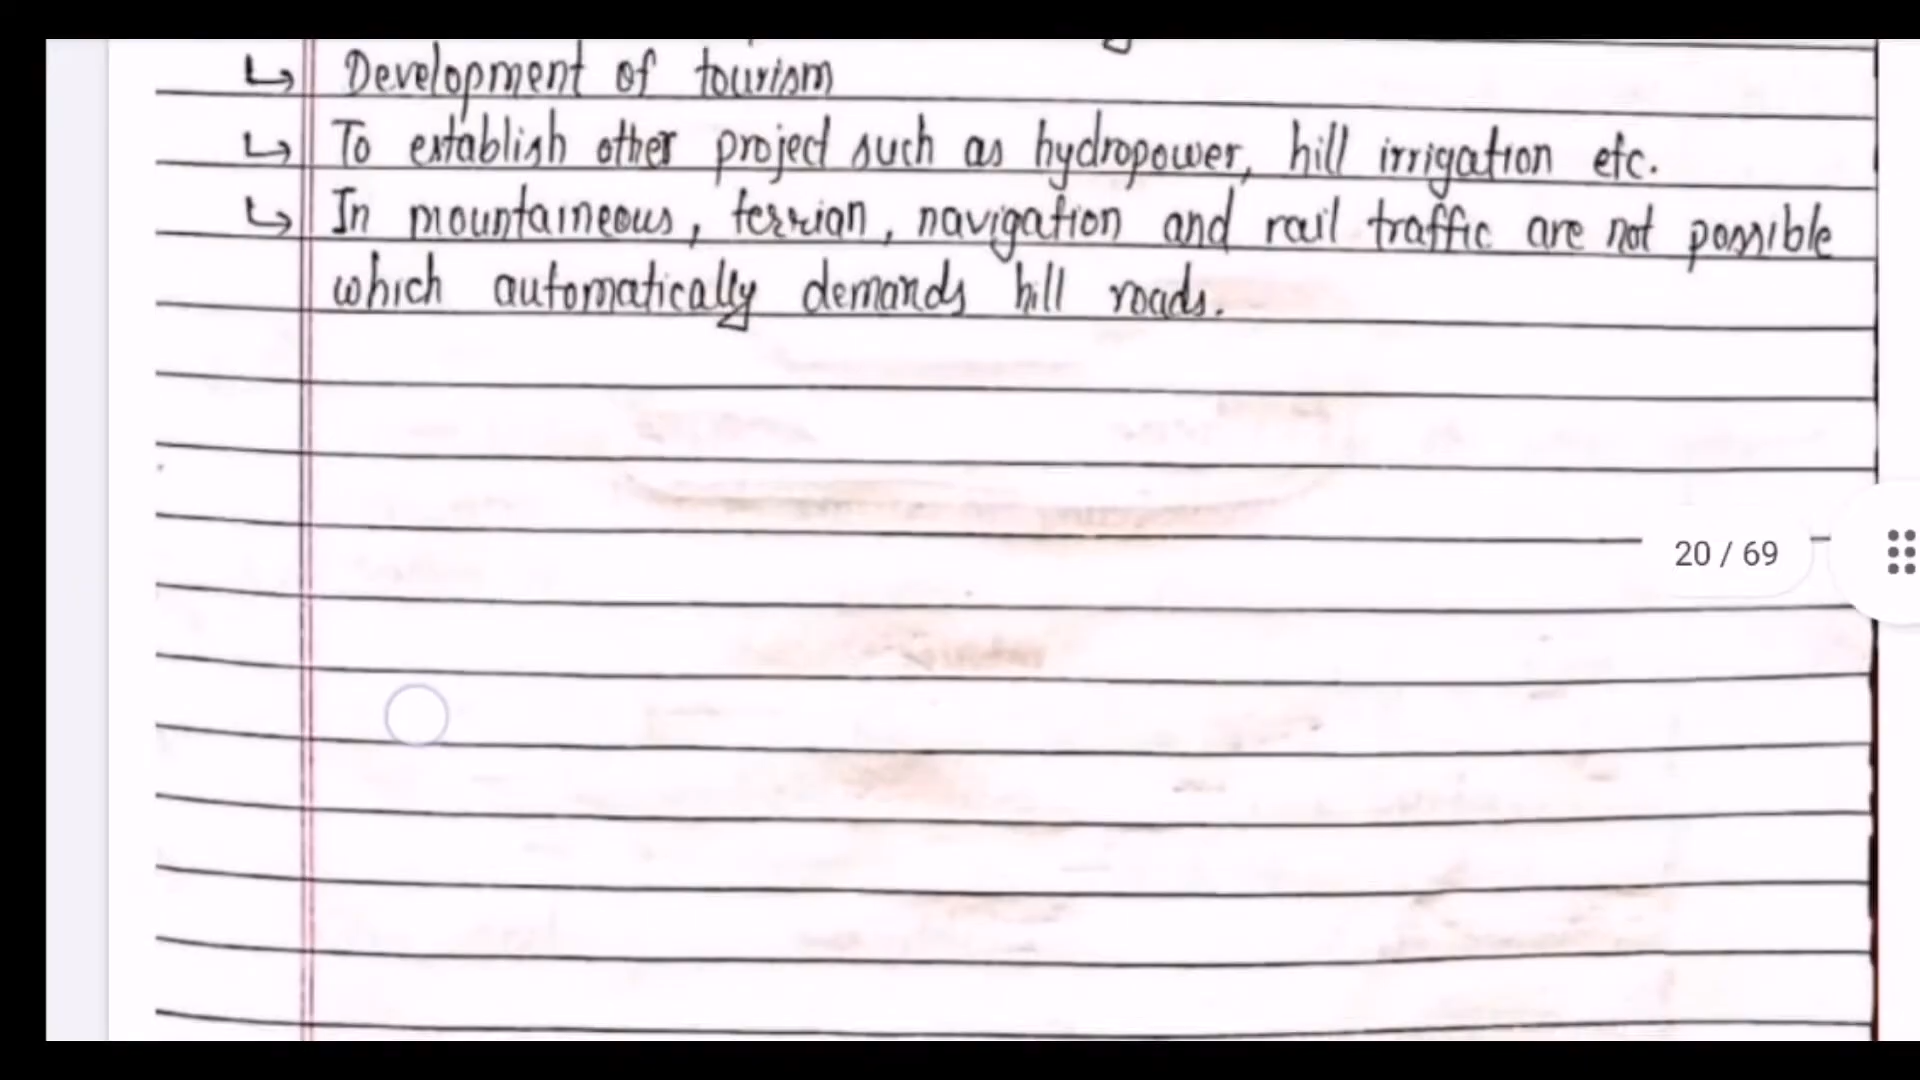 ↳ Development of tourism
↳ To establish other project such as hydropower, hill irrigation etc.
↳ In mountaineous, terrian, navigation and rail traffic are not possible
which automatically demands hill roads.
20 / 69